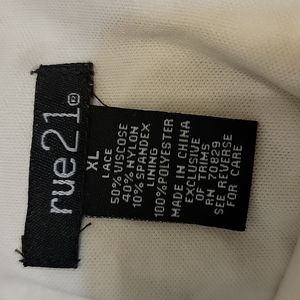 rue21
XL
LACE
50% VISCOSE
40% NYLON
10% SPANDEX
LINING
100% POLYESTER
MADE IN CHINA
EXCLUSIVE
OF TRIMS
RN 70829
SEE REVERSE
FOR CARE